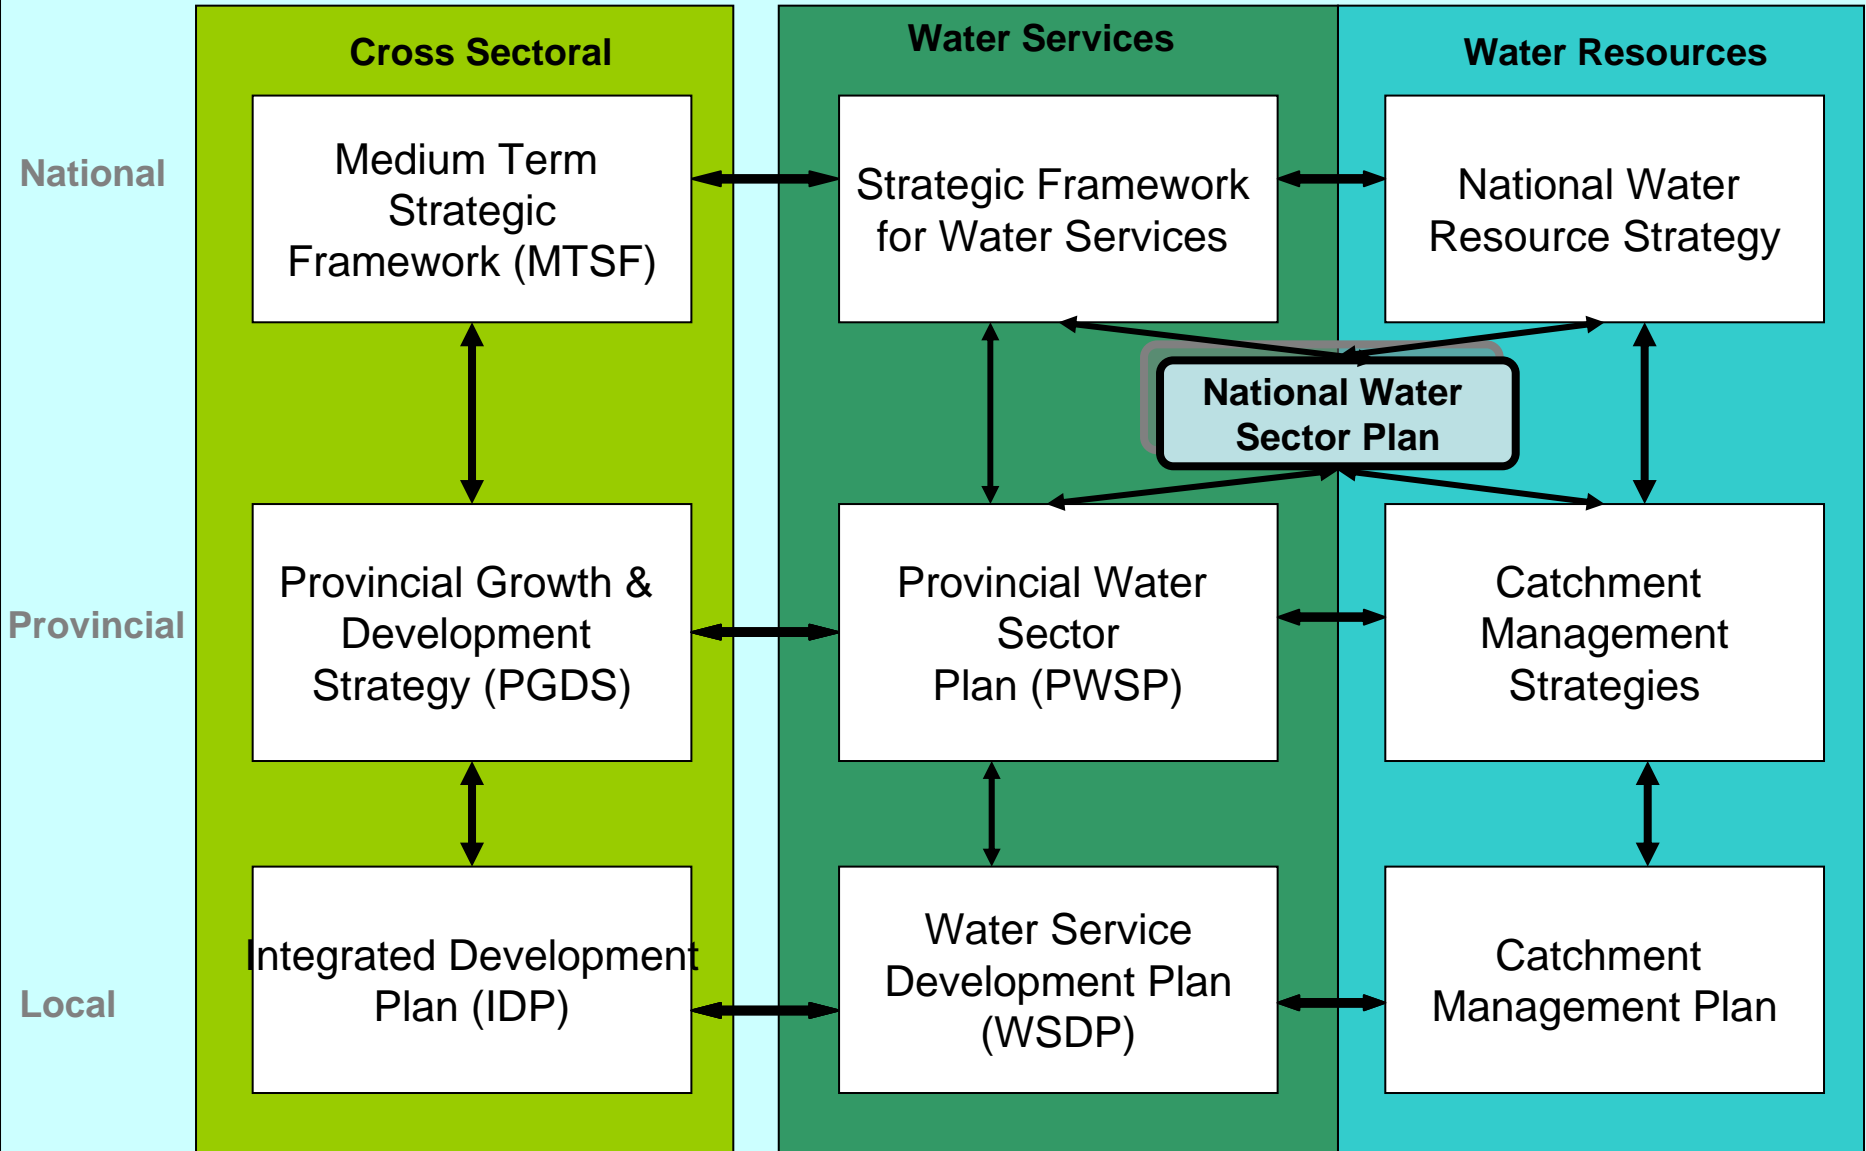 Cross Sectoral
Water Services
Water Resources
National
Medium Term
Strategic
Framework (MTSF)
Strategic Framework
for Water Services
National Water
Resource Strategy
National Water
Sector Plan
Provincial
Provincial Growth &
Development
Strategy (PGDS)
Provincial Water
Sector
Plan (PWSP)
Catchment
Management
Strategies
Local
Integrated Development
Plan (IDP)
Water Service
Development Plan
(WSDP)
Catchment
Management Plan